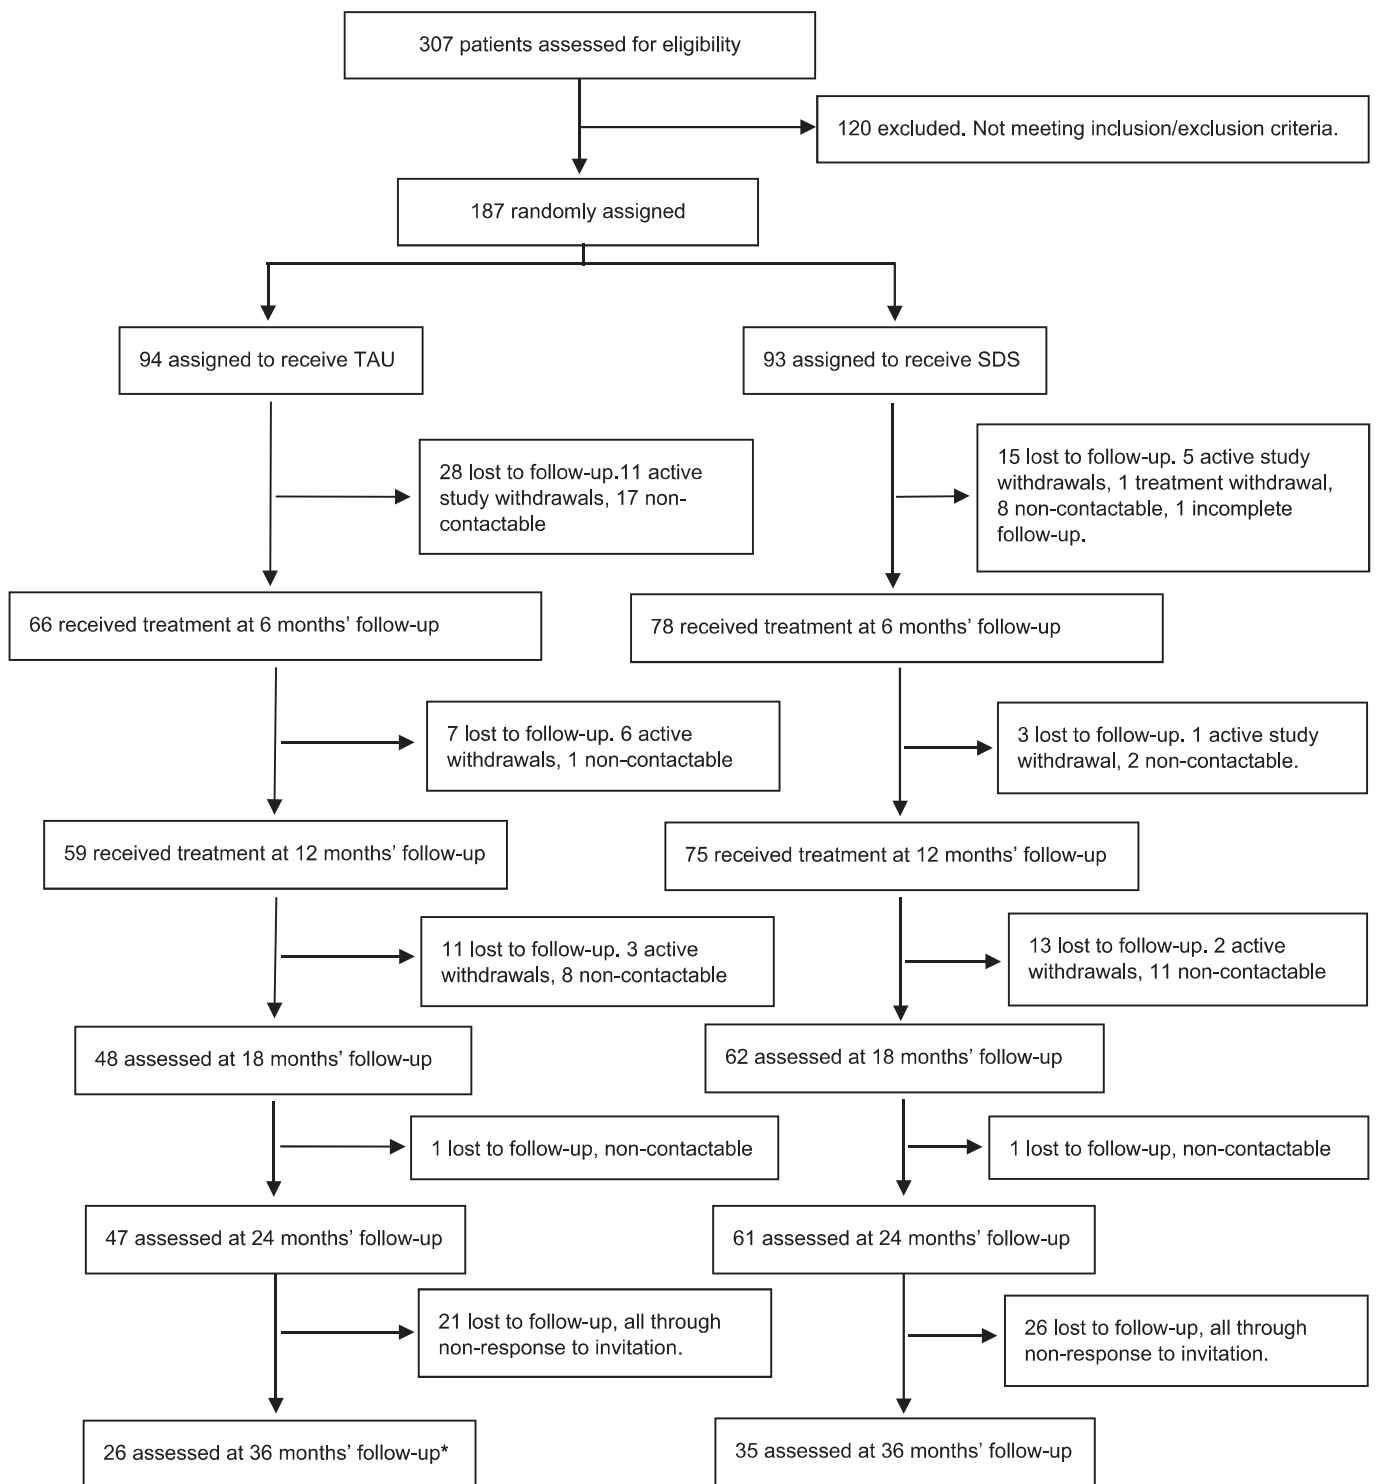 307 patients assessed for eligibility
120 excluded. Not meeting inclusion/exclusion criteria.
187 randomly assigned
94 assigned to receive TAU
93 assigned to receive SDS
28 lost to follow-up.11 active
study withdrawals, 17 non-
contactable
15 lost to follow-up. 5 active study
withdrawals, 1 treatment withdrawal,
8 non-contactable, 1 incomplete
follow-up.
66 received treatment at 6 months’ follow-up
78 received treatment at 6 months’ follow-up
7 lost to follow-up. 6 active
withdrawals, 1 non-contactable
3 lost to follow-up. 1 active study
withdrawal, 2 non-contactable.
59 received treatment at 12 months’ follow-up
75 received treatment at 12 months’ follow-up
11 lost to follow-up. 3 active
withdrawals, 8 non-contactable
13 lost to follow-up. 2 active
withdrawals, 11 non-contactable
48 assessed at 18 months’ follow-up
62 assessed at 18 months’ follow-up
1 lost to follow-up, non-contactable
1 lost to follow-up, non-contactable
47 assessed at 24 months’ follow-up
61 assessed at 24 months’ follow-up
21 lost to follow-up, all through
non-response to invitation.
26 lost to follow-up, all through
non-response to invitation.
26 assessed at 36 months’ follow-up*
35 assessed at 36 months’ follow-up